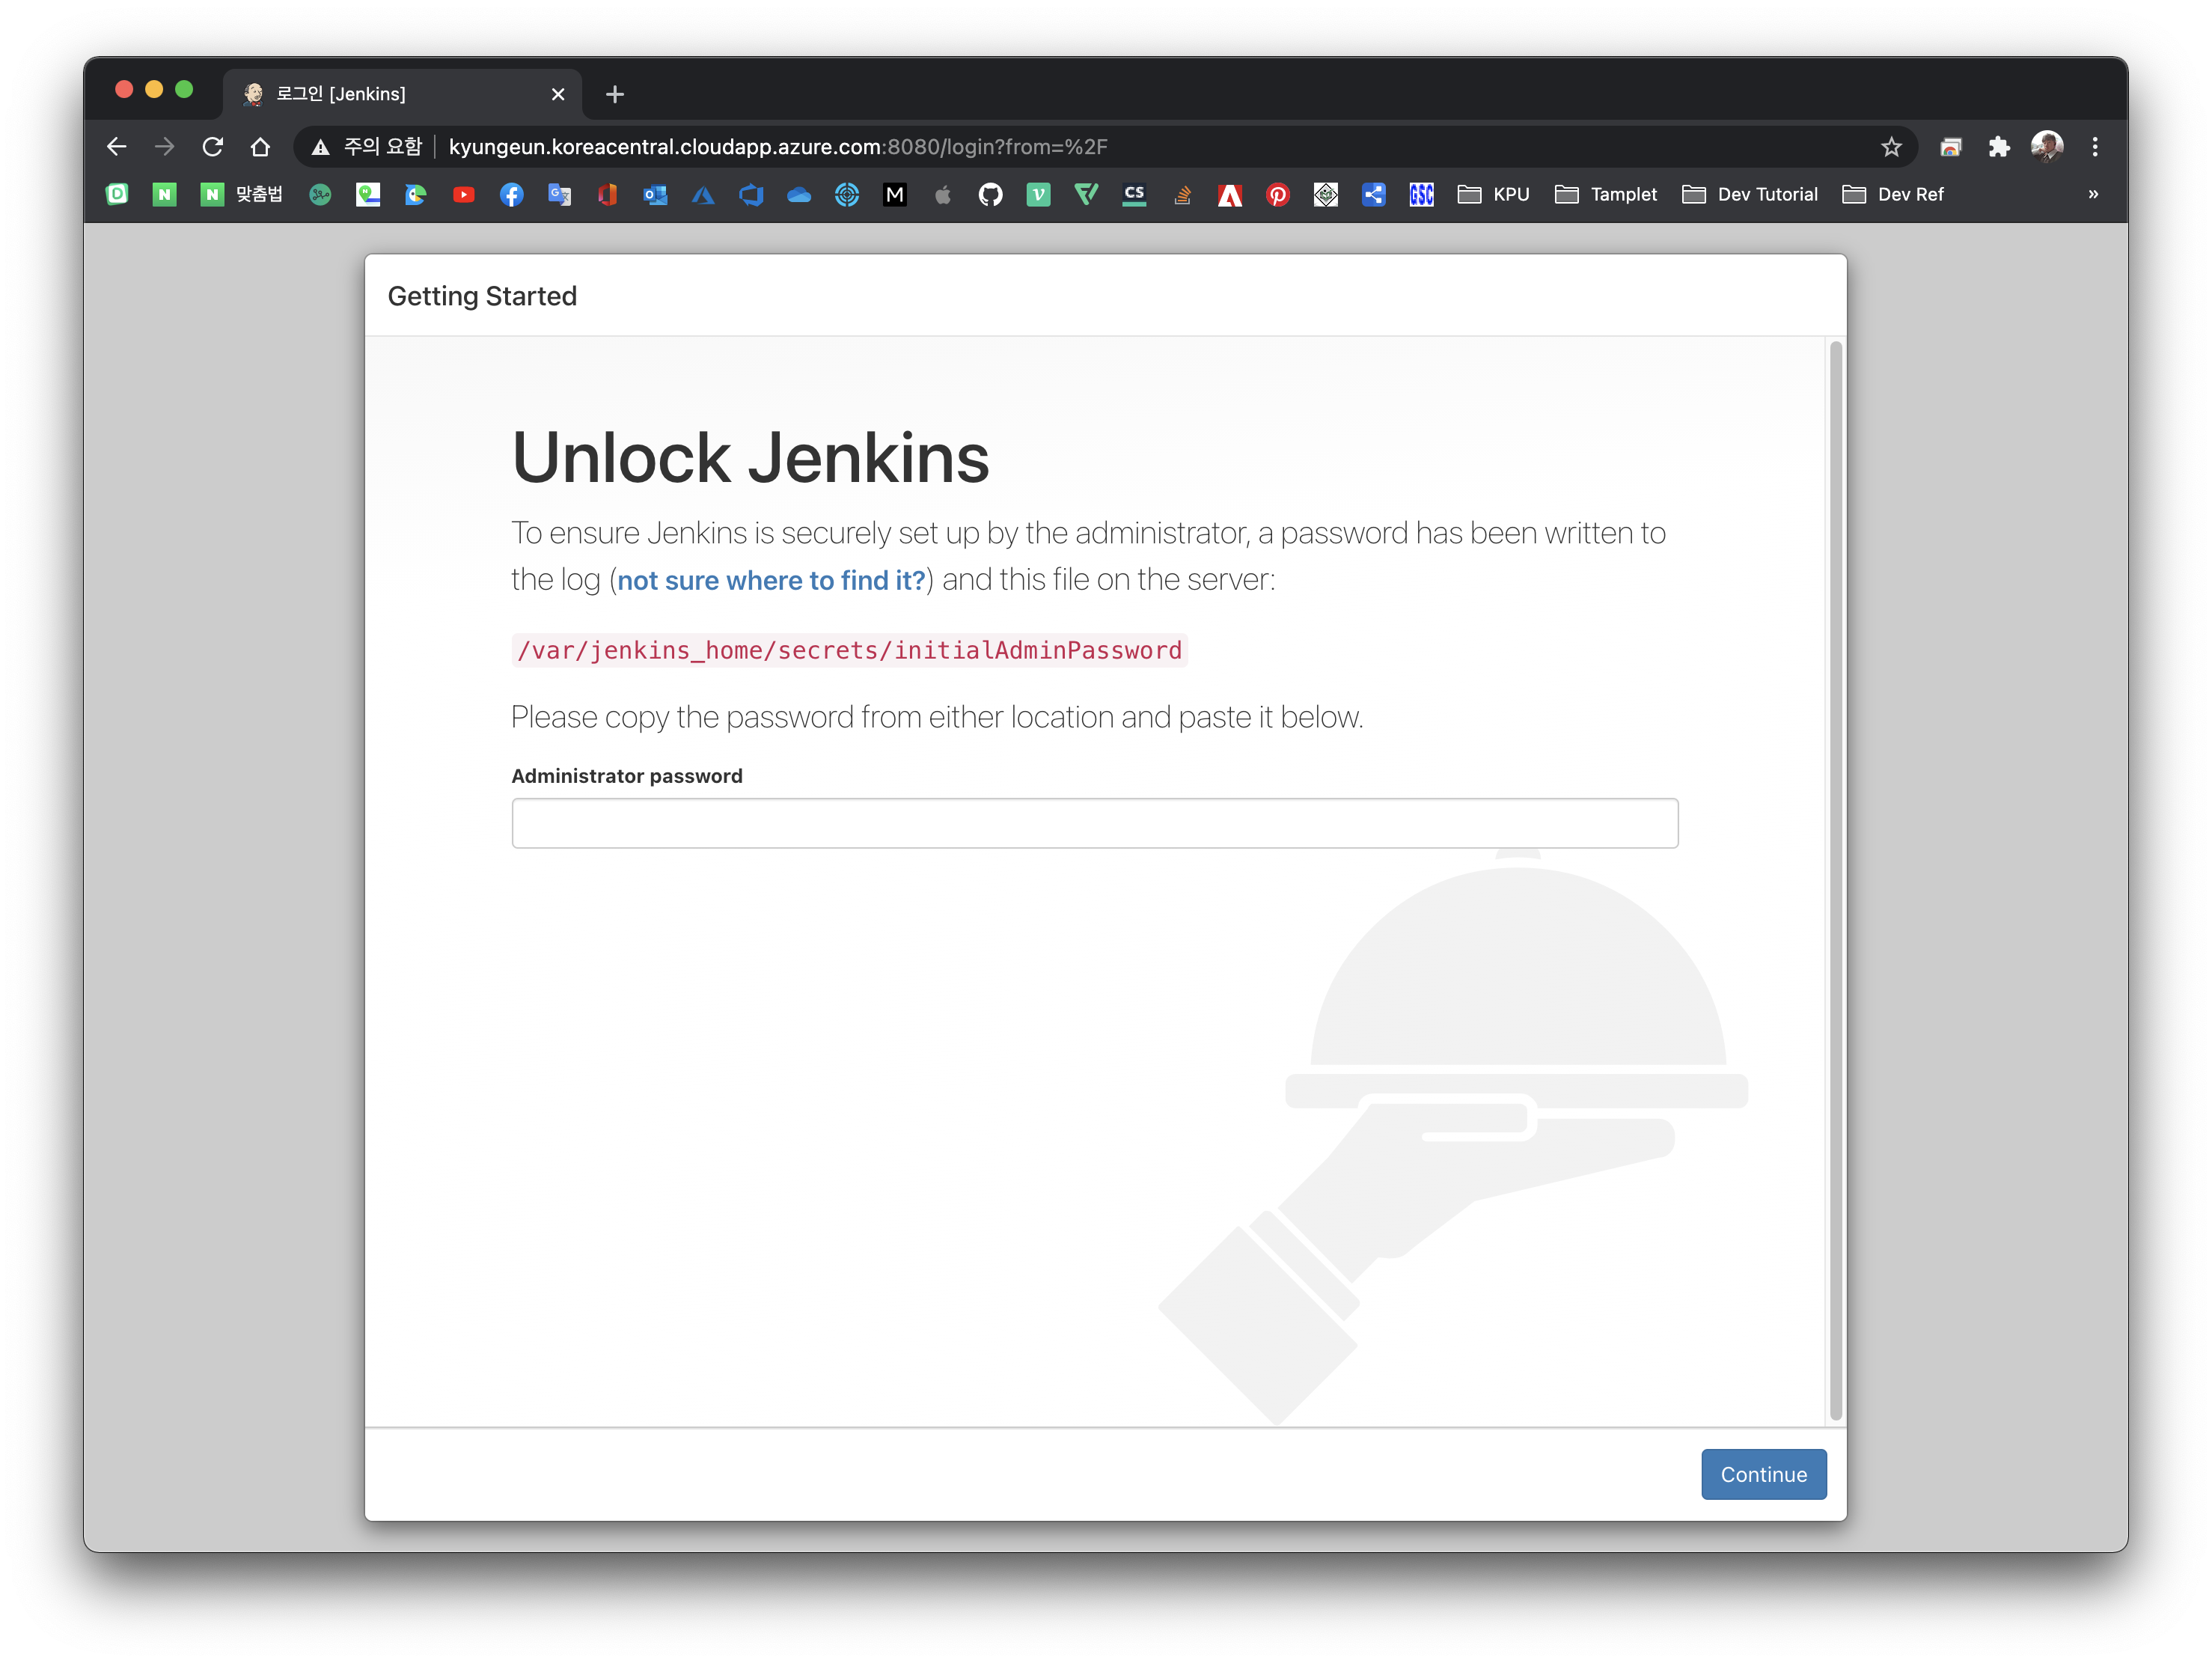 로그인 [Jenkins]
주의 요함 kyungeun.koreacentral.cloudapp.azure.com:8080/login?from=%2F
D N N 맞춤법 M V CS GSC KPU Tamplet Dev Tutorial Dev Ref »
Getting Started
Unlock Jenkins
To ensure Jenkins is securely set up by the administrator, a password has been written to
the log (not sure where to find it?) and this file on the server:
/var/jenkins_home/secrets/initialAdminPassword
Please copy the password from either location and paste it below.
Administrator password
Continue